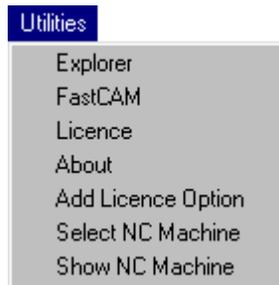 Utilities
Explorer
FastCAM
Licence
About
Add Licence Option
Select NC Machine
Show NC Machine